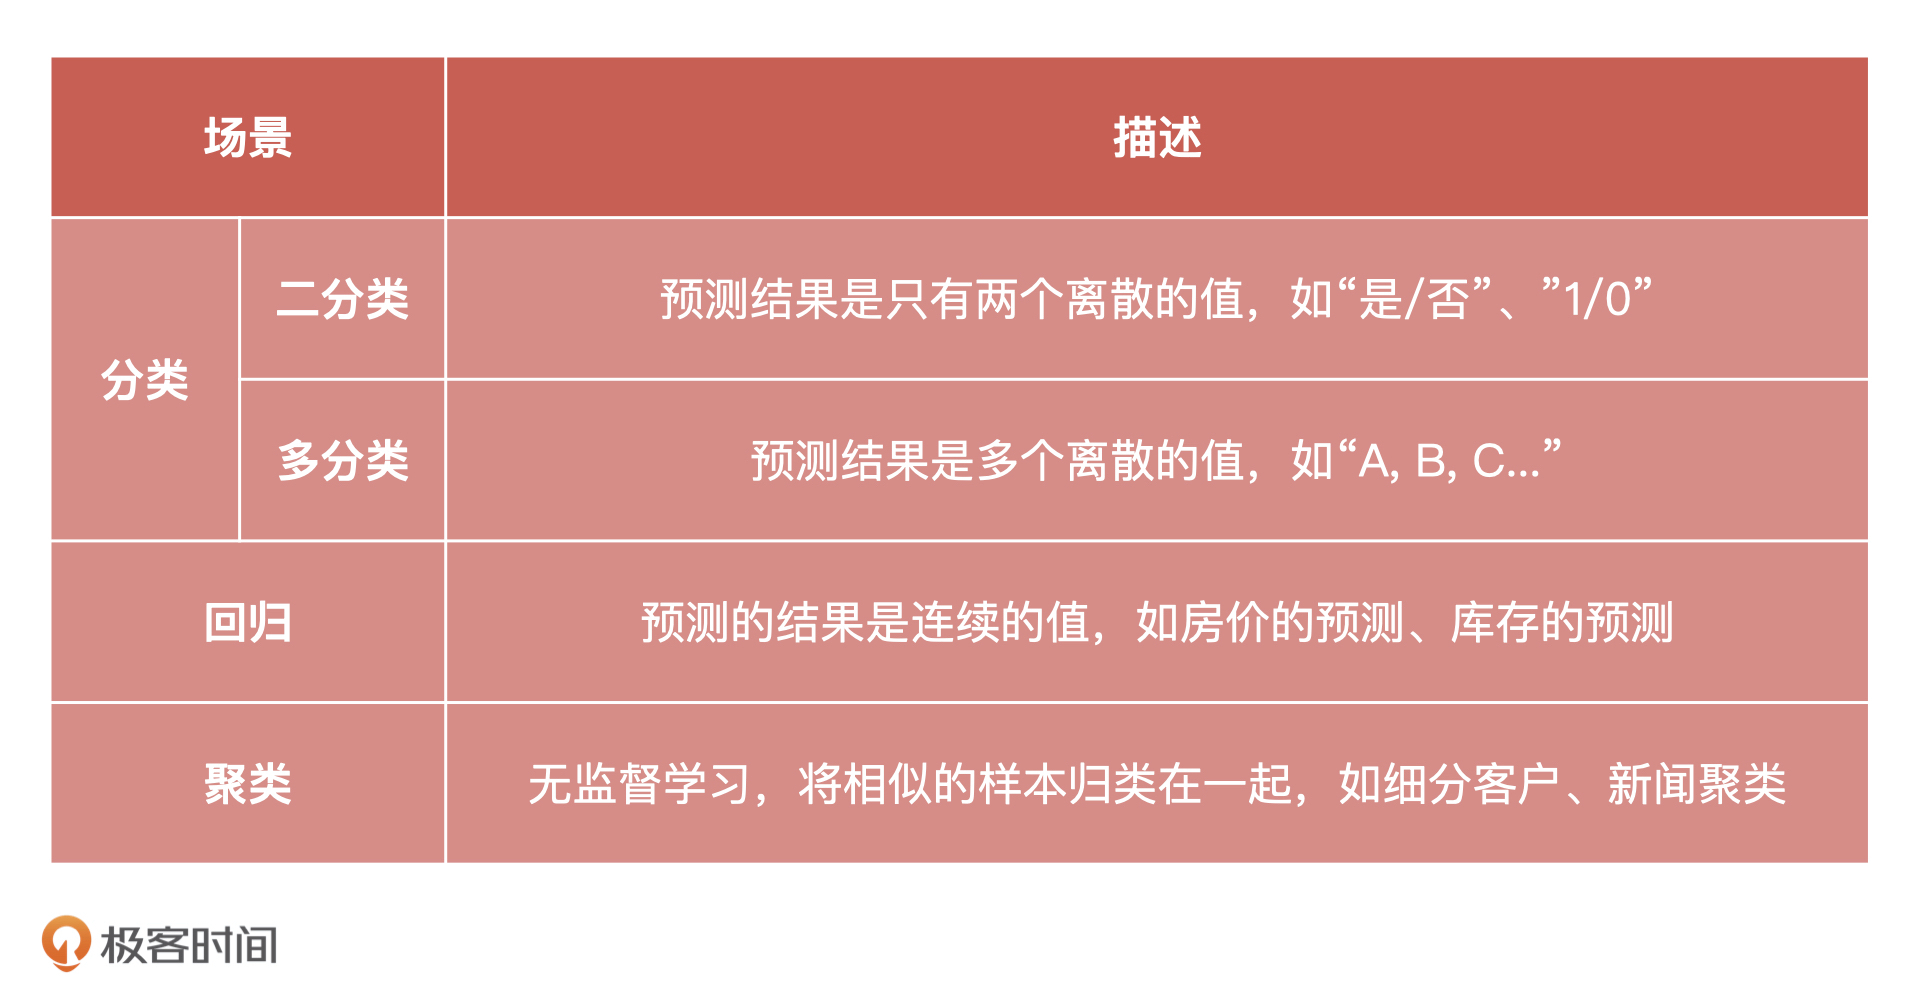 场景
描述
分类
二分类
预测结果是只有两个离散的值，如“是/否”、”1/0”
多分类
预测结果是多个离散的值，如“A, B, C...”
回归
预测的结果是连续的值，如房价的预测、库存的预测
聚类
无监督学习，将相似的样本归类在一起，如细分客户、新闻聚类
极客时间